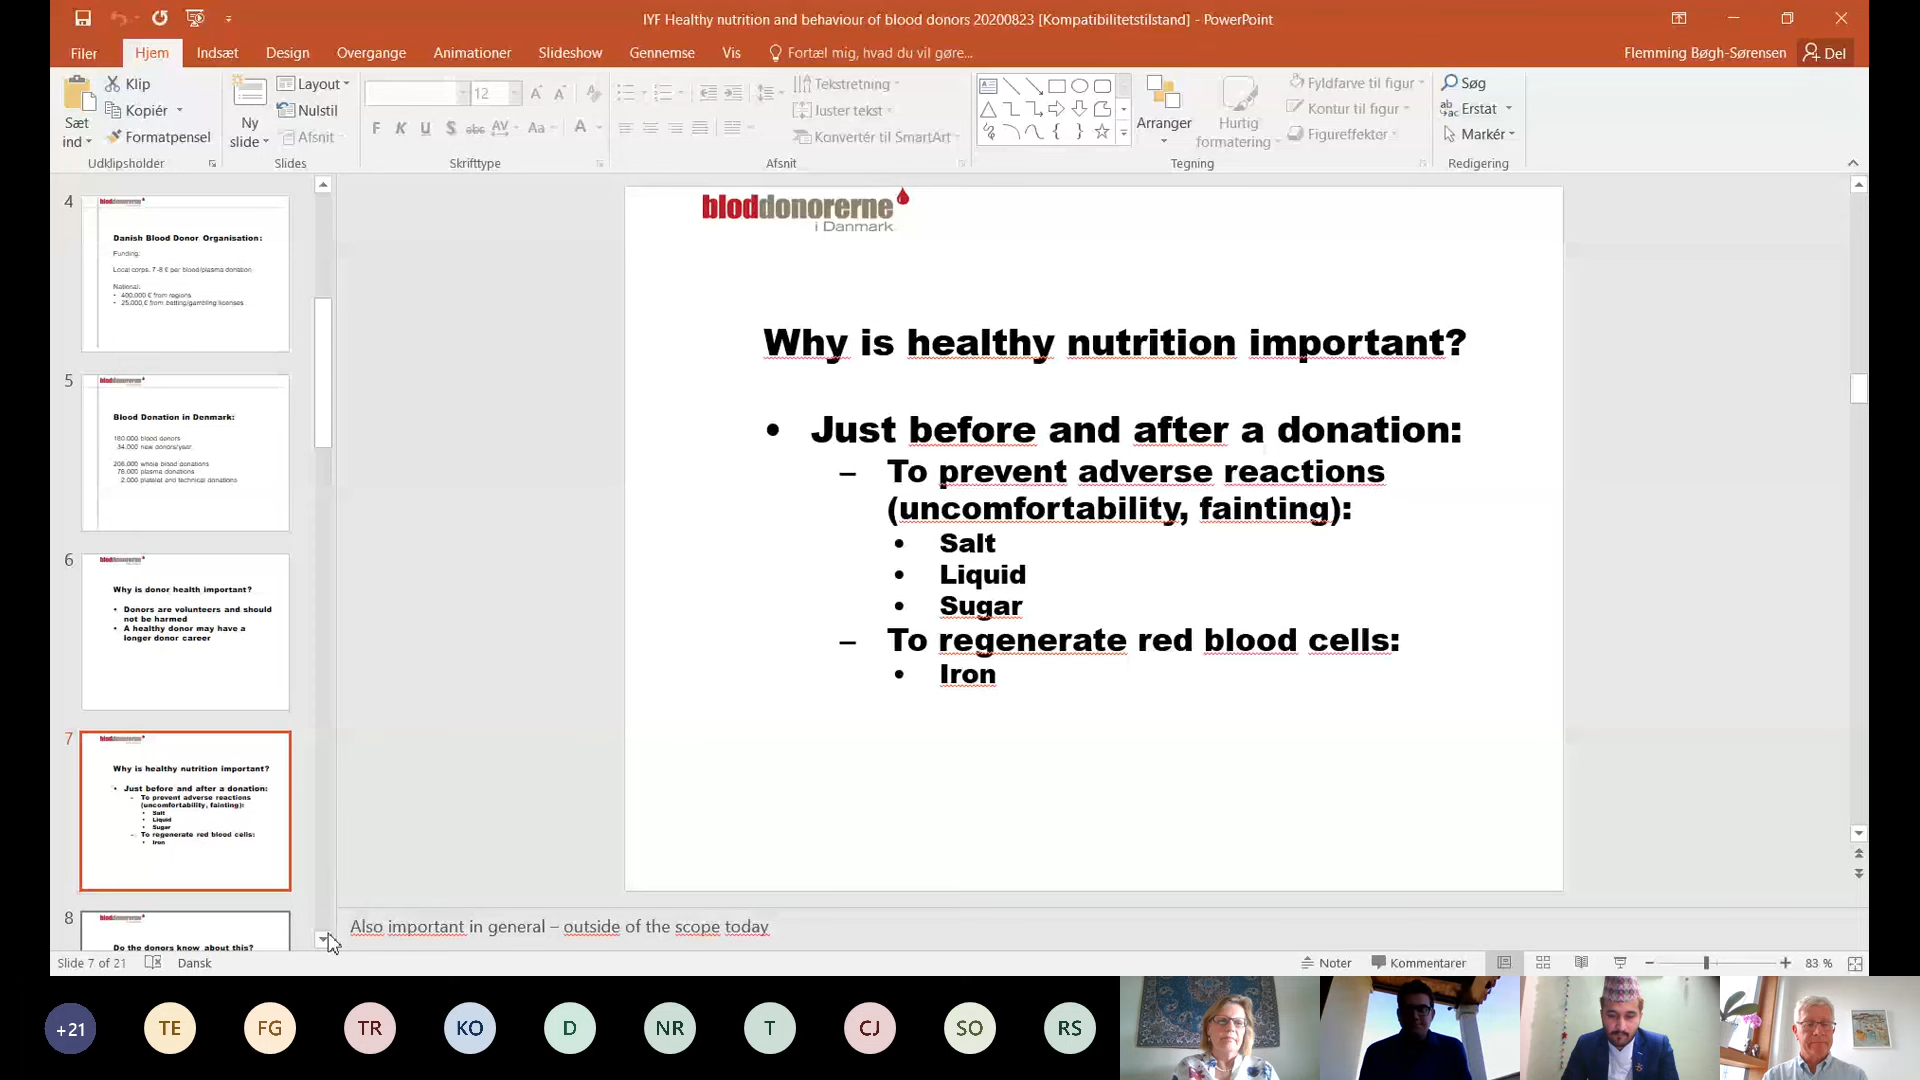 IYF Healthy nutrition and behaviour of blood donors 20200823 [Kompatibilitetstilstand] - PowerPoint
Filer Hjem Indsæt Design Overgange Animationer Slideshow Gennemse Vis Fortæl mig, hvad du vil gøre... Flemming Bøgh-Sørensen Del
Sæt ind
Klip
Kopiér
Formatpensel
Udklipsholder
Ny slide
Layout
Nulstil
Afsnit
Slides
12
F K U S abc AV Aa A
Skrifttype
Tekstretning
Juster tekst
Konvertér til SmartArt
Afsnit
Arranger
Hurtig formatering
Fyldfarve til figur
Kontur til figur
Figureffekter
Tegning
Søg
Erstat
Markér
Redigering
4
bloddonorerne
Danish Blood Donor Organisation:
Funding:
Local corps. 7-8 € per blood/plasma donation
National:
• 400,000 € from regions
• 25,000 € from betting/gambling licenses
5
bloddonorerne
Blood Donation in Denmark:
180.000 blood donors
34.000 new donors/year
206,000 whole blood donations
76,000 plasma donations
2.000 platelet and technical donations
6
bloddonorerne
Why is donor health important?
• Donors are volunteers and should
not be harmed
• A healthy donor may have a
longer donor career
7
bloddonorerne
Why is healthy nutrition important?
• Just before and after a donation:
– To prevent adverse reactions
(uncomfortability, fainting):
• Salt
• Liquid
• Sugar
– To regenerate red blood cells:
• Iron
8
bloddonorerne
Do the donors know about this?
bloddonorerne
i Danmark
Why is healthy nutrition important?
• Just before and after a donation:
– To prevent adverse reactions
(uncomfortability, fainting):
• Salt
• Liquid
• Sugar
– To regenerate red blood cells:
• Iron
Also important in general – outside of the scope today
Slide 7 of 21 Dansk Noter Kommentarer 83 %
+21 TE FG TR KO D NR T CJ SO RS